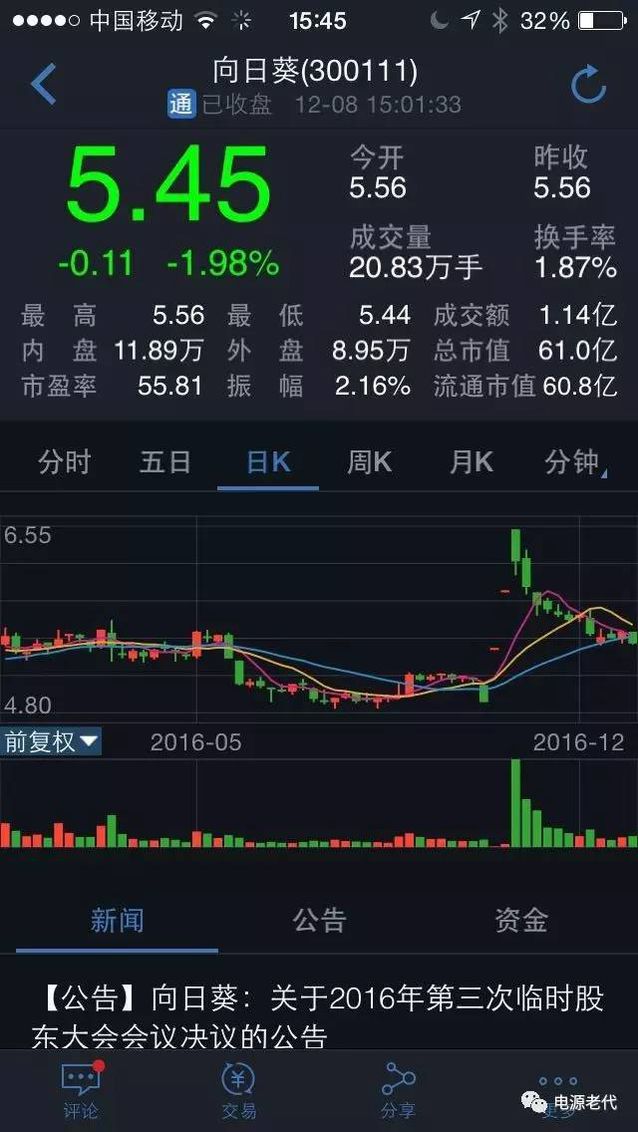 中国移动 15:45 32%
向日葵(300111)
通 已收盘 12-08 15:01:33
5.45
-0.11 -1.98%
今开 昨收
5.56 5.56
成交量 换手率
20.83万手 1.87%
最高 5.56 最低 5.44 成交额 1.14亿
内盘 11.89万 外盘 8.95万 总市值 61.0亿
市盈率 55.81 振幅 2.16% 流通市值 60.8亿
分时 五日 日K 周K 月K 分钟
6.55
4.80
前复权 2016-05 2016-12
新闻 公告 资金
【公告】向日葵：关于2016年第三次临时股
东大会会议决议的公告
评论 交易 分享 更多
电源老代